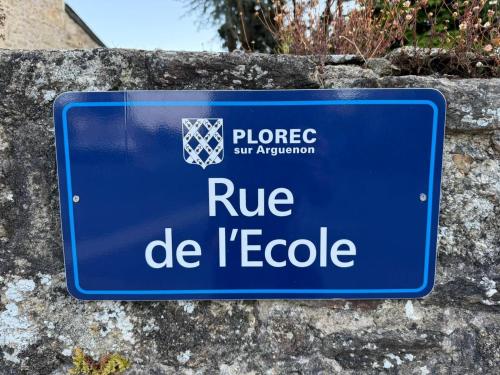 PLOREC
sur Arguenon
Rue
de l'Ecole